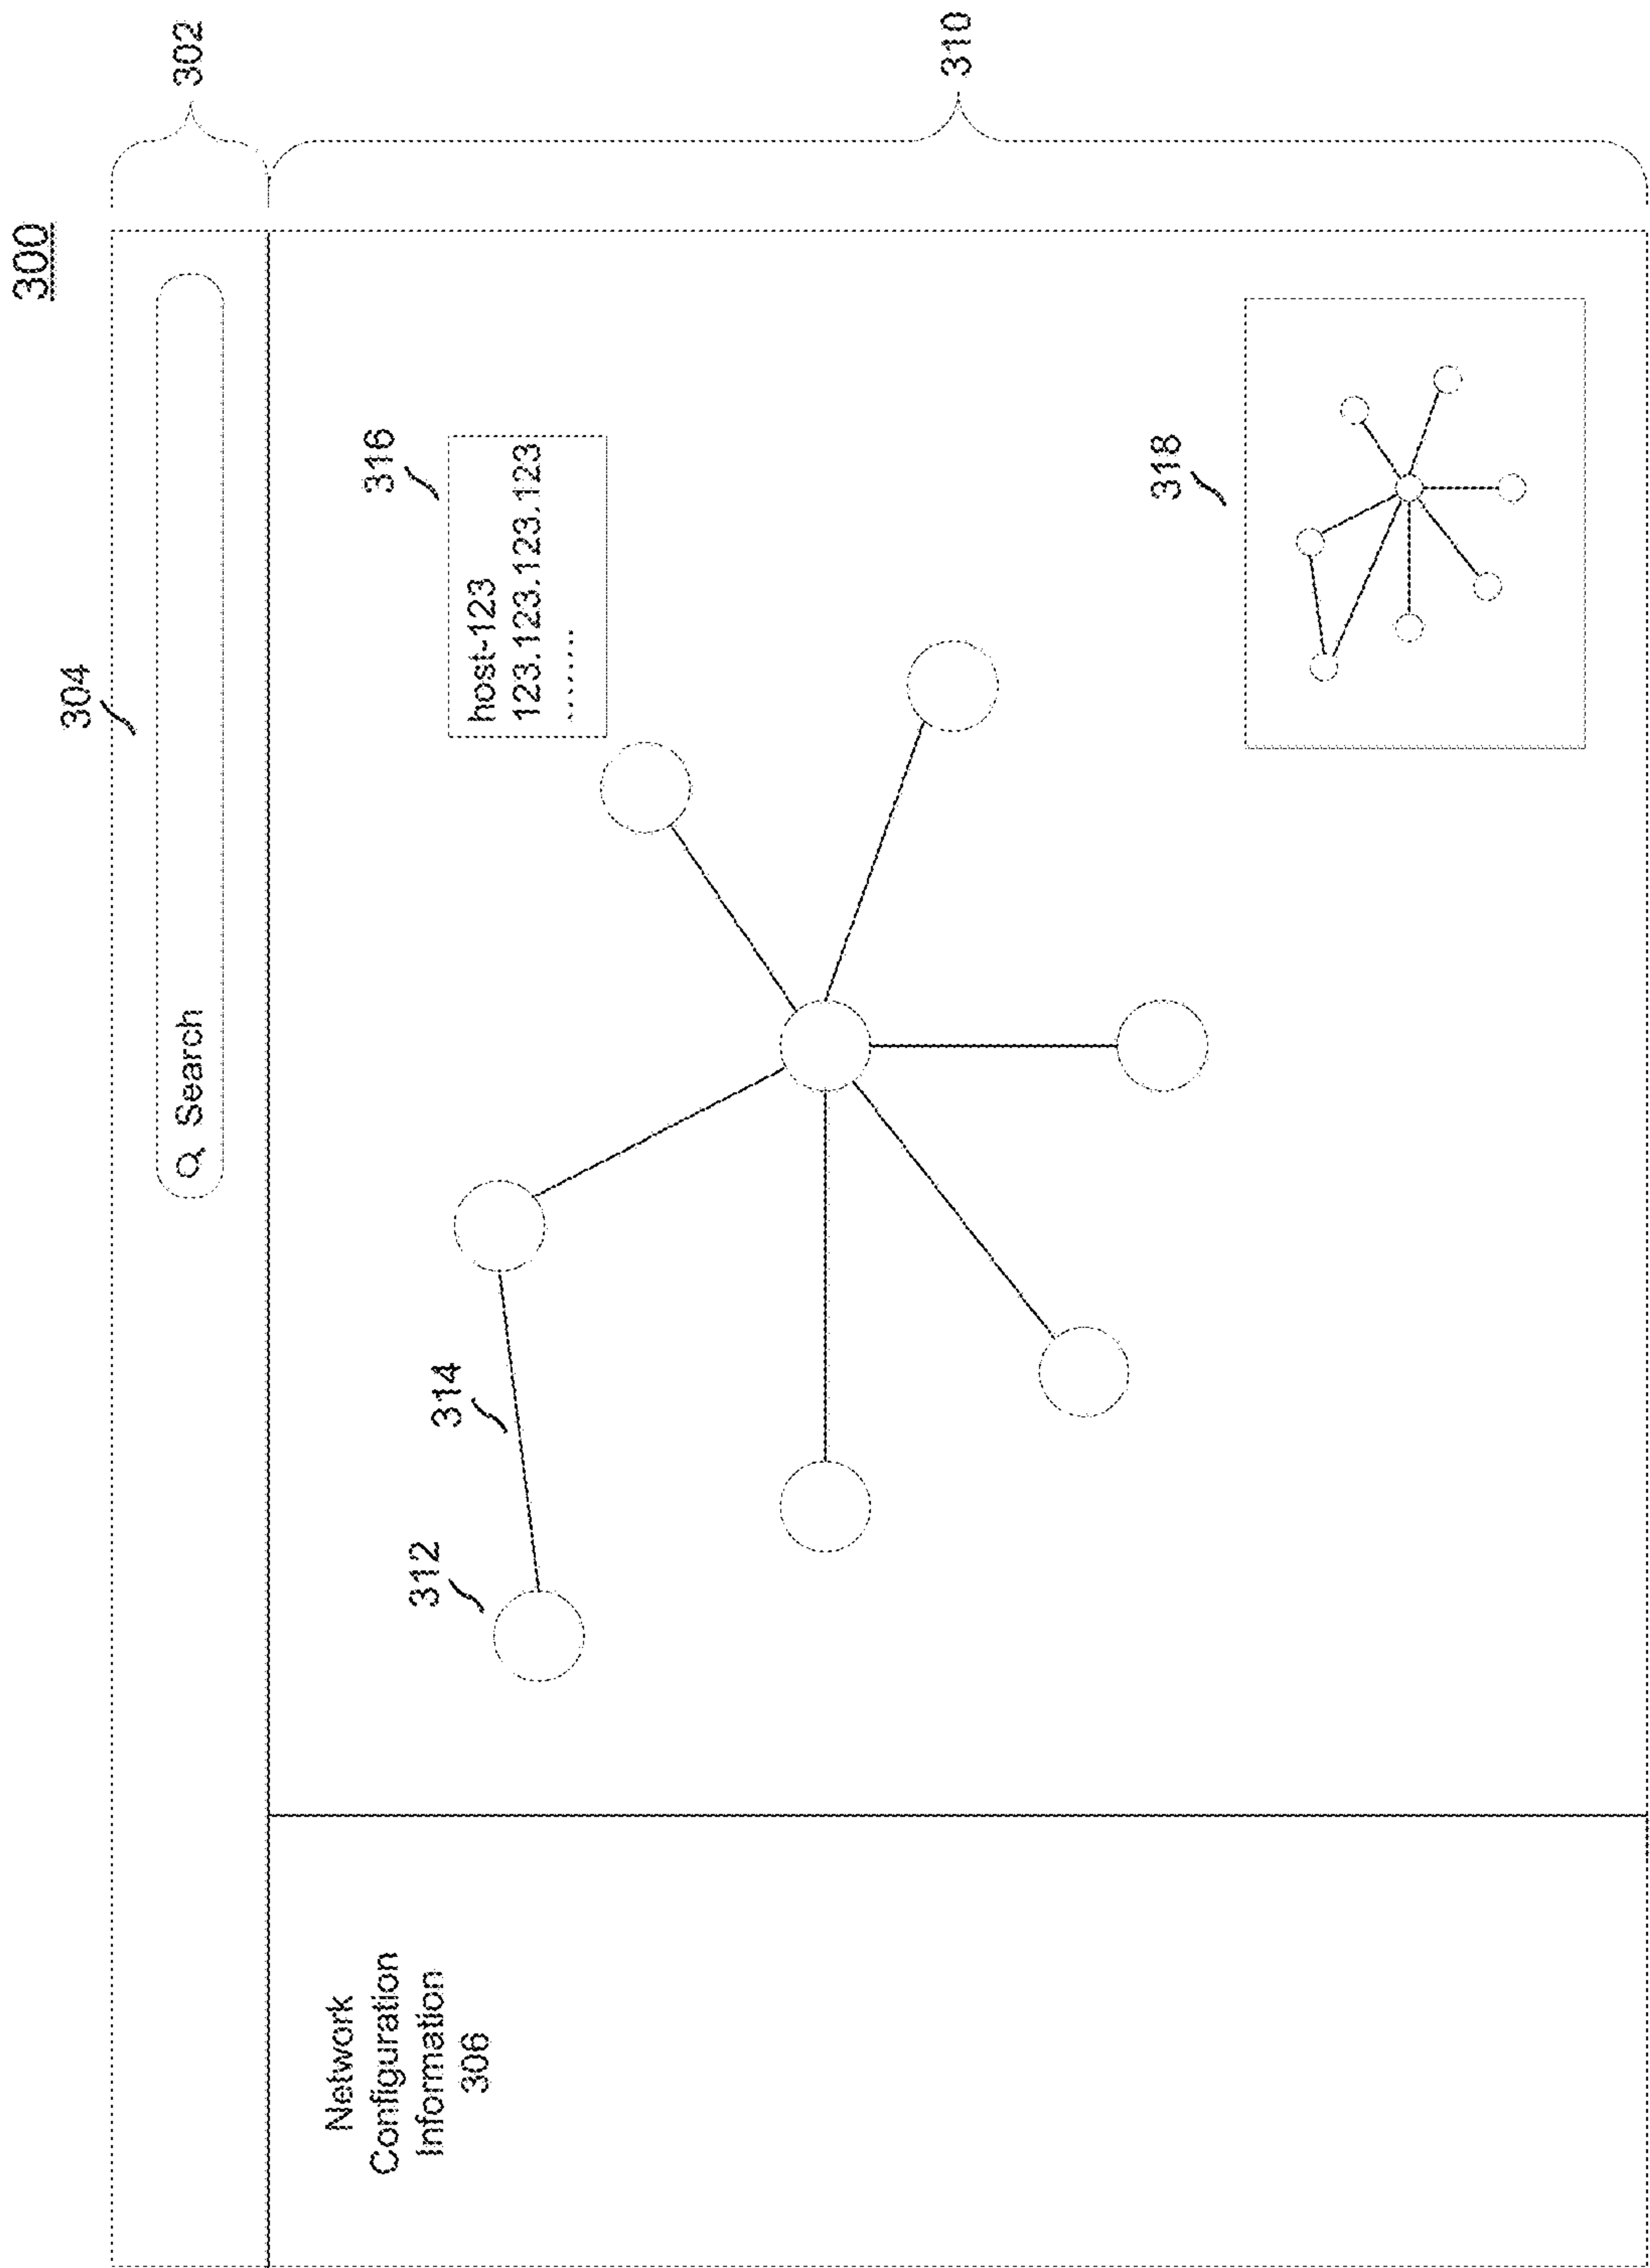 300
302
304
Search
310
Network
Configuration
Information
306
312
314
316
host-123
123.123.123.123
.......
318